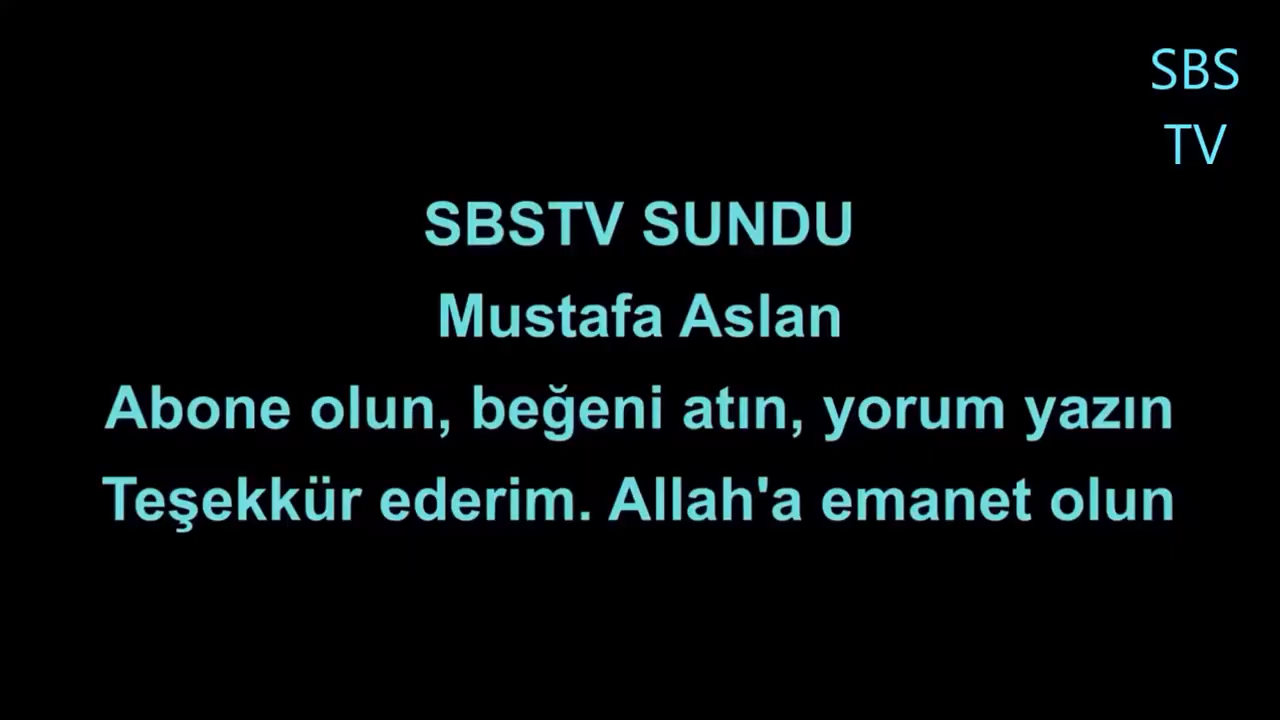 SBS
TV
SBSTV SUNDU
Mustafa Aslan
Abone olun, beğeni atın, yorum yazın
Teşekkür ederim. Allah'a emanet olun